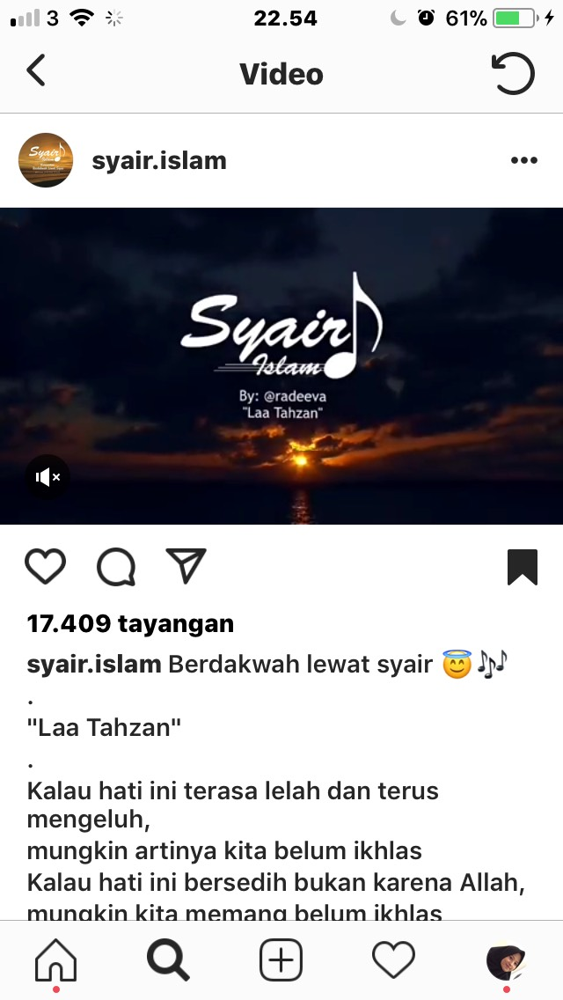 3 22.54 61%
Video
Syair
Islam
syair.islam
Syair
Islam
By: @radeeva
"Laa Tahzan"
17.409 tayangan
syair.islam Berdakwah lewat syair 😇🎶
.
"Laa Tahzan"
.
Kalau hati ini terasa lelah dan terus
mengeluh,
mungkin artinya kita belum ikhlas
Kalau hati ini bersedih bukan karena Allah,
mungkin kita memang belum ikhlas